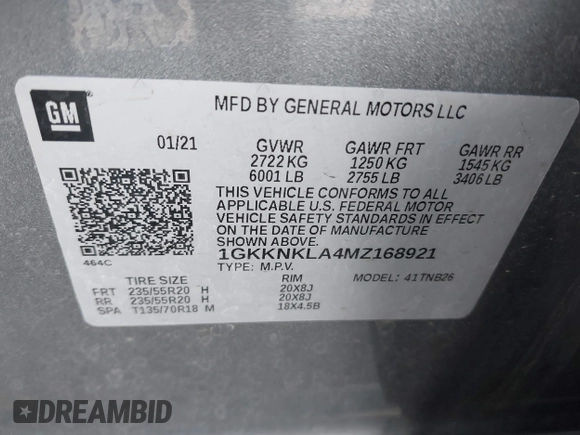 GM
MFD BY GENERAL MOTORS LLC
01/21 GVWR GAWR FRT GAWR RR
2722 KG 1250 KG 1545 KG
6001 LB 2755 LB 3406 LB
THIS VEHICLE CONFORMS TO ALL
APPLICABLE U.S. FEDERAL MOTOR
VEHICLE SAFETY STANDARDS IN EFFECT
ON THE DATE OF MANUFACTURE
SHOWN ABOVE.
464C
1GKKNKLA4MZ168921
TYPE: M.P.V. MODEL: 41TNB26
TIRE SIZE RIM
FRT 235/55R20 H 20X8J
RR 235/55R20 H 20X8J
SPA T135/70R18 M 18X4.5B
DREAMBID